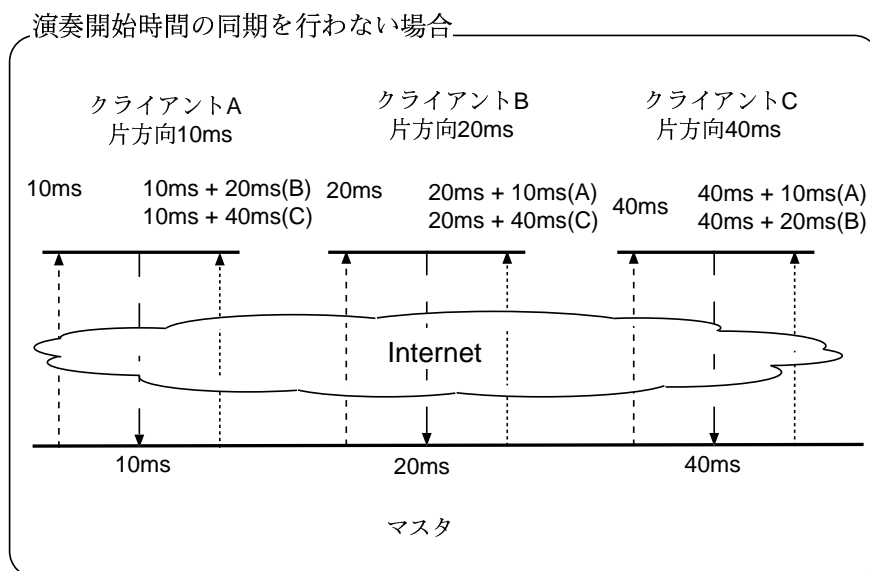 演奏開始時間の同期を行わない場合
クライアントA
片方向10ms
クライアントB
片方向20ms
クライアントC
片方向40ms
10ms
10ms + 20ms(B)
10ms + 40ms(C)
20ms
20ms + 10ms(A)
20ms + 40ms(C)
40ms
40ms + 10ms(A)
40ms + 20ms(B)
Internet
10ms
20ms
40ms
マスタ